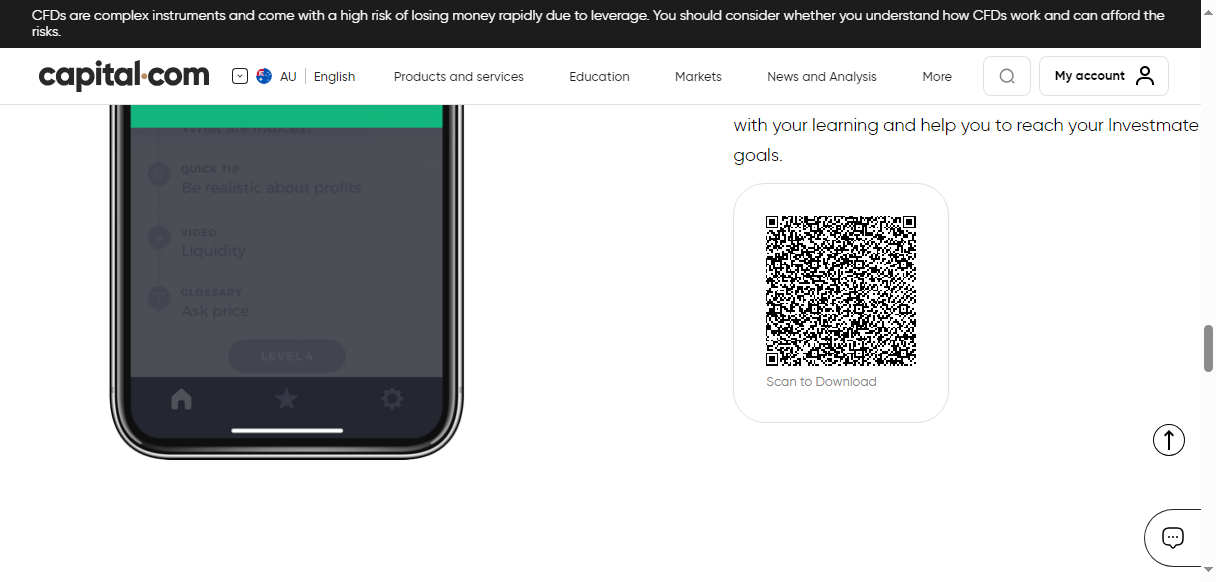 CFDs are complex instruments and come with a high risk of losing money rapidly due to leverage. You should consider whether you understand how CFDs work and can afford the
risks.
capital.com
AU English
Products and services
Education
Markets
News and Analysis
More
My account
What are indices?
QUICK TIP
Be realistic about profits
VIDEO
Liquidity
GLOSSARY
Ask price
LEVEL 4
with your learning and help you to reach your Investmate
goals.
Scan to Download